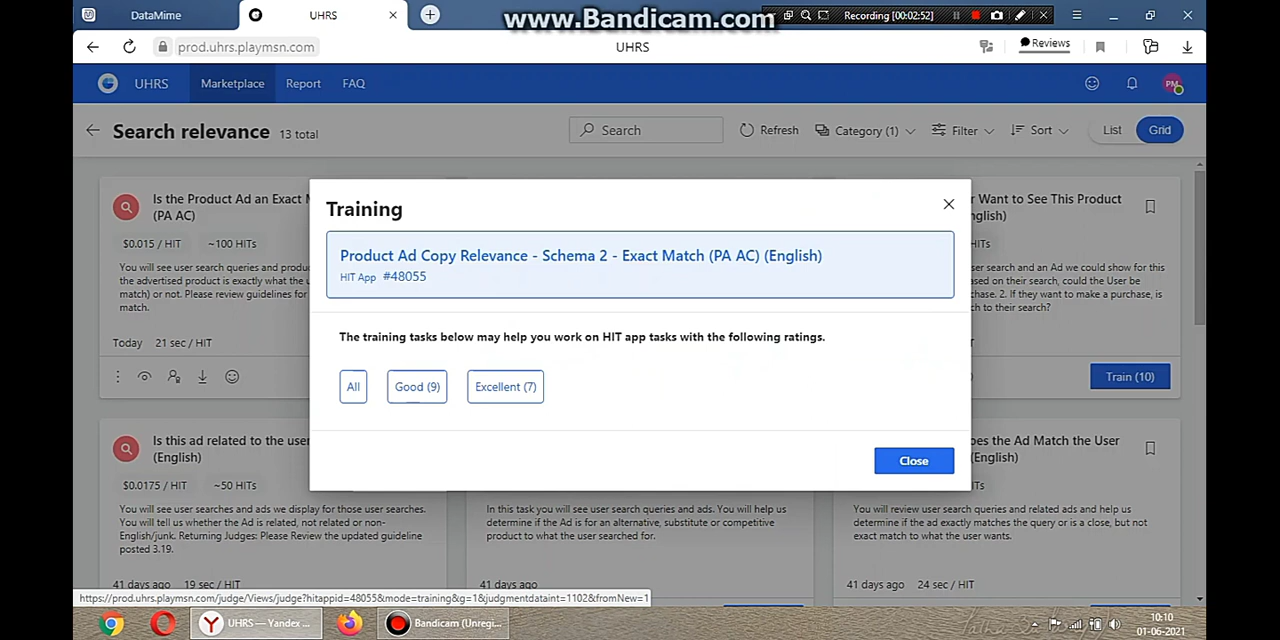 DataMime
UHRS
www.Bandicam.com
Recording [00:02:52]
prod.uhrs.playmsn.com
UHRS
Reviews
UHRS
Marketplace
Report
FAQ
PM
Search relevance 13 total
Search
Refresh
Category (1)
Filter
Sort
List
Grid
Is the Product Ad an Exact M
(PA AC)
$0.015 / HIT ~100 HITs
You will see user search queries and produ
the advertised product is exactly what the u
match) or not. Please review guidelines for
match.
Today 21 sec / HIT
Training
Product Ad Copy Relevance - Schema 2 - Exact Match (PA AC) (English)
HIT App #48055
The training tasks below may help you work on HIT app tasks with the following ratings.
All
Good (9)
Excellent (7)
Close
r Want to See This Product
nglish)
HITs
ser search and an Ad we could show for this
ased on their search, could the User be
chase. 2. If they want to make a purchase, is
ch to their search?
Train (10)
Is this ad related to the user
(English)
$0.0175 / HIT ~50 HITs
You will see user searches and ads we display for those user searches.
You will tell us whether the Ad is related, not related or non-
English/junk. Returning Judges: Please Review the updated guideline
posted 3.19.
41 days ago 19 sec / HIT
In this task you will see user search queries and ads. You will help us
determine if the Ad is for an alternative, substitute or competitive
product to what the user searched for.
41 days ago
oes the Ad Match the User
(English)
ITs
You will review user search queries and related ads and help us
determine if the ad exactly matches the query or is a close, but not
exact match to what the user wants.
41 days ago 24 sec / HIT
https://prod.uhrs.playmsn.com/judge/Views/judge?hitappid=48055&mode=training&g=1&judgmentdataint=1102&fromNew=1
UHRS — Yandex ...
Bandicam (Unregi...
10:10
01-06-2021